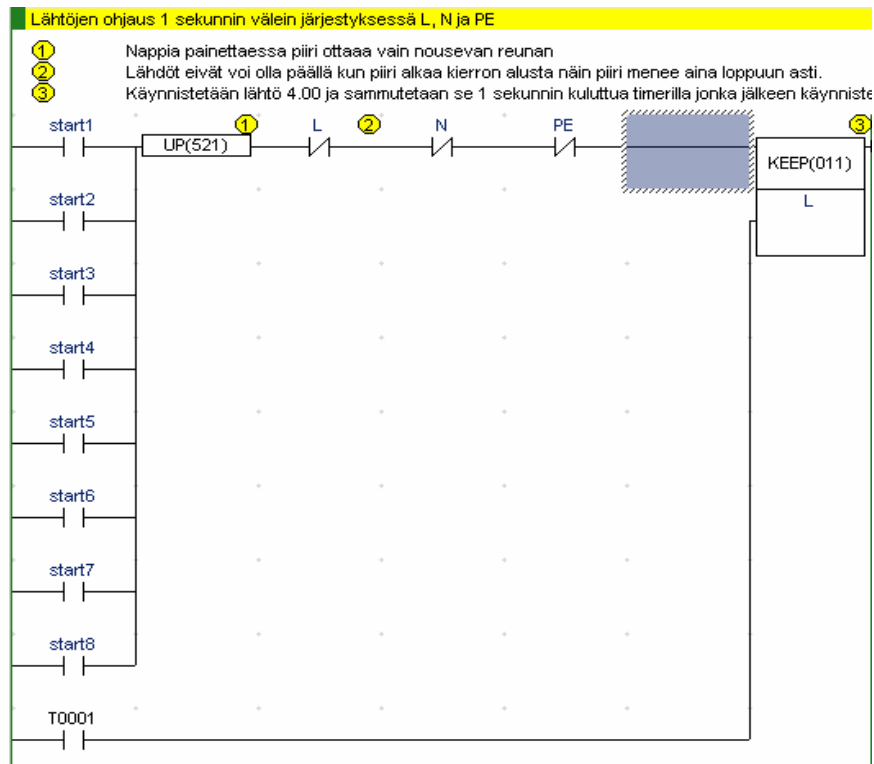 Lähtöjen ohjaus 1 sekunnin välein järjestyksessä L, N ja PE
1 Nappia painettaessa piiri ottaaa vain nousevan reunan
2 Lähdöt eivät voi olla päällä kun piiri alkaa kierron alusta näin piiri menee aina loppuun asti.
3 Käynnistetään lähtö 4.00 ja sammutetaan se 1 sekunnin kuluttua timerilla jonka jälkeen käynniste
start1 1 L 2 N PE 3
UP(521)
KEEP(011)
start2 L
start3
start4
start5
start6
start7
start8
T0001